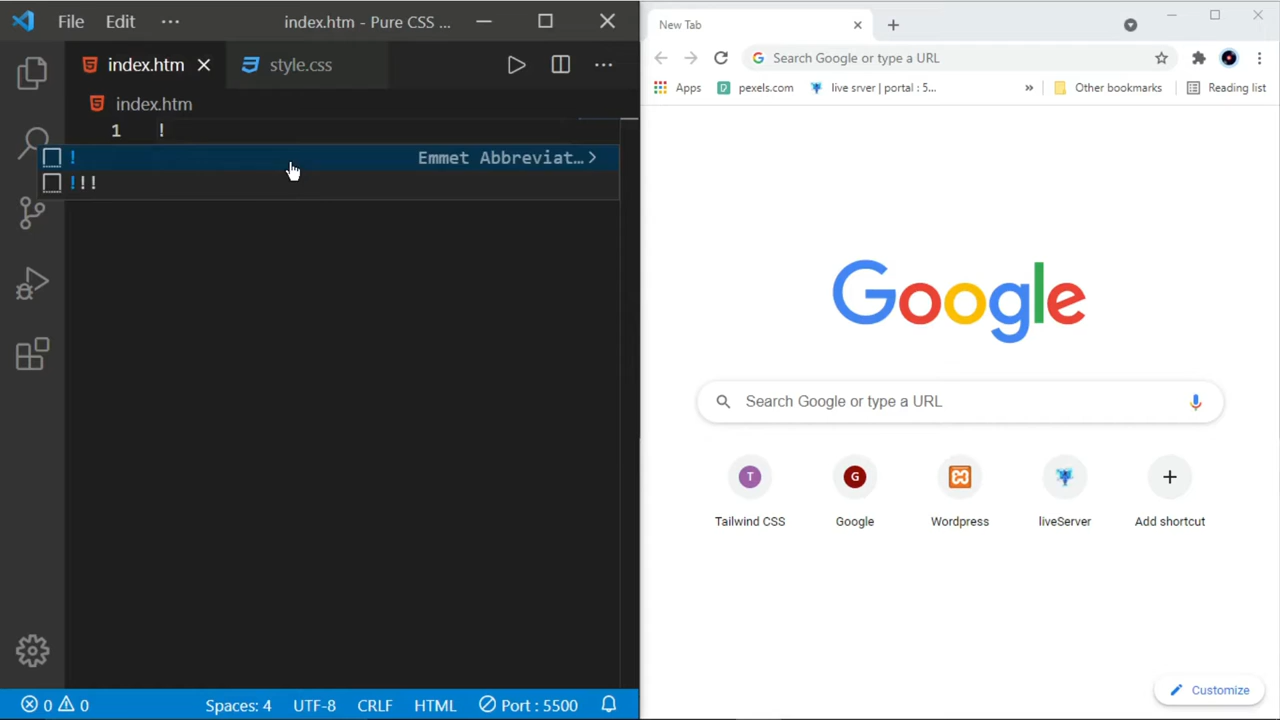 File Edit ··· index.htm - Pure CSS ...
index.htm style.css
index.htm
1 !
! Emmet Abbreviat…
!!!
0 0 Spaces: 4 UTF-8 CRLF HTML Port : 5500
New Tab
Search Google or type a URL
Apps pexels.com live srver | portal : 5... » Other bookmarks Reading list
Google
Search Google or type a URL
T G
Tailwind CSS Google Wordpress liveServer Add shortcut
Customize